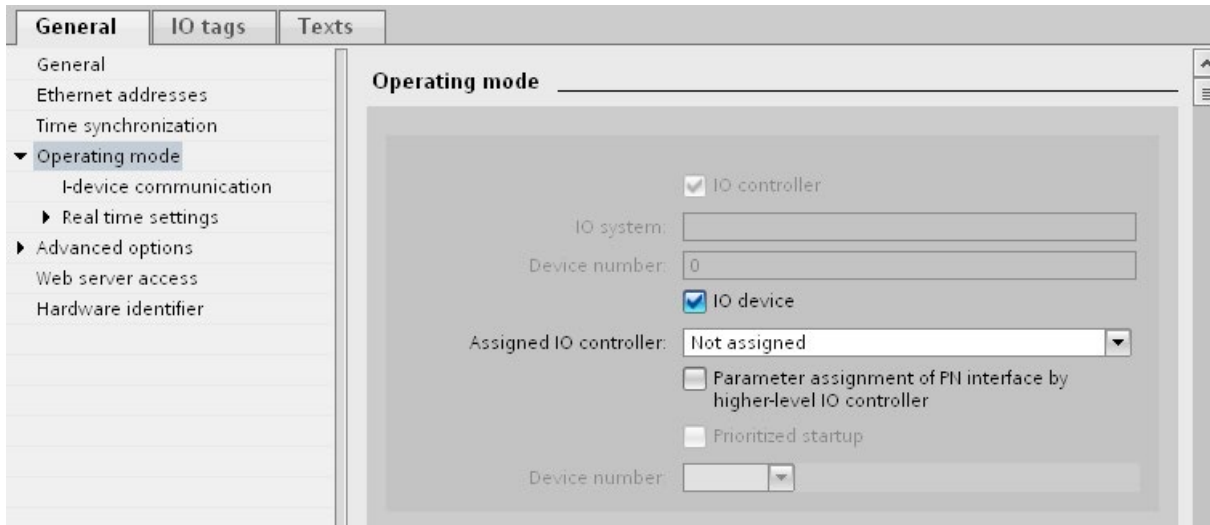 General
IO tags
Texts
General
Ethernet addresses
Time synchronization
Operating mode
I-device communication
Real time settings
Advanced options
Web server access
Hardware identifier
Operating mode
IO controller
IO system:
Device number: 0
IO device
Assigned IO controller: Not assigned
Parameter assignment of PN interface by
higher-level IO controller
Prioritized startup
Device number: